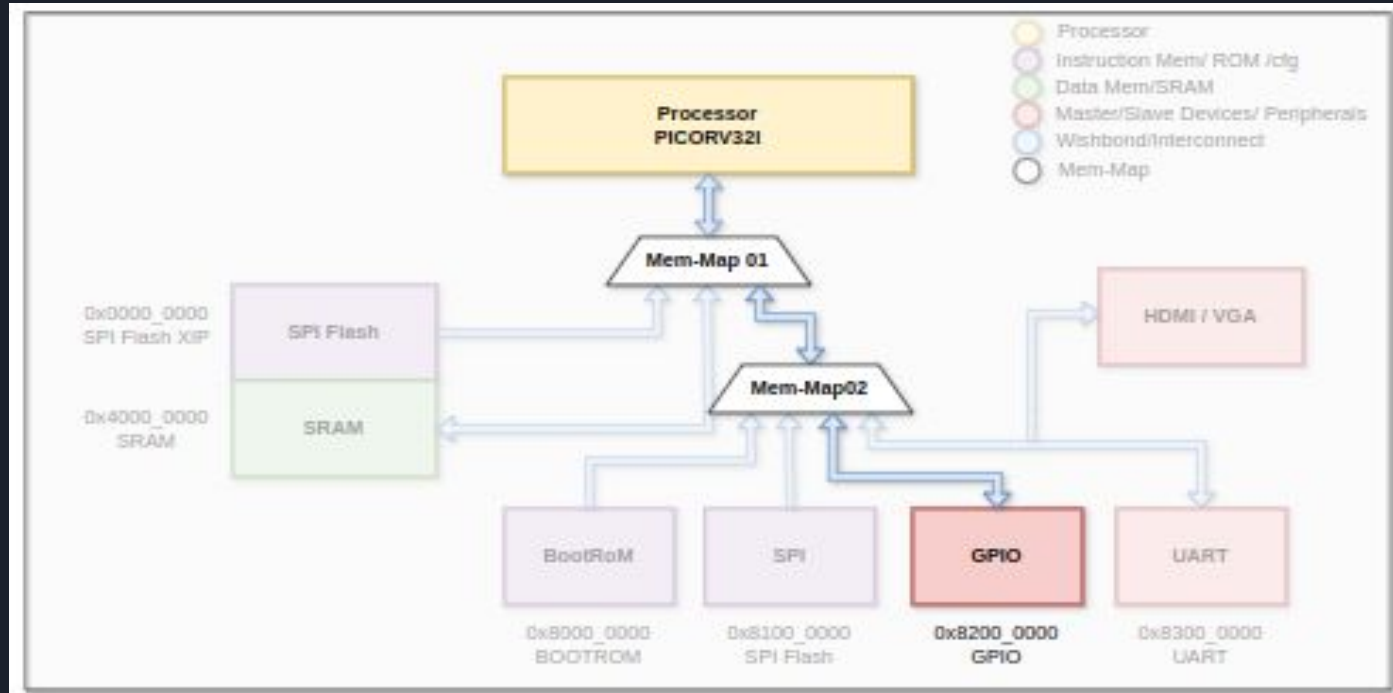 Processor
Instruction Mem/ ROM /cfg
Data Mem/SRAM
Master/Slave Devices/ Peripherals
Wishbond/Interconnect
Mem-Map
Processor
PICORV32I
Mem-Map 01
0x0000_0000
SPI Flash XIP
SPI Flash
HDMI / VGA
Mem-Map02
0x4000_0000
SRAM
SRAM
BootRoM
SPI
GPIO
UART
0x8000_0000
BOOTROM
0x8100_0000
SPI Flash
0x8200_0000
GPIO
0x8300_0000
UART